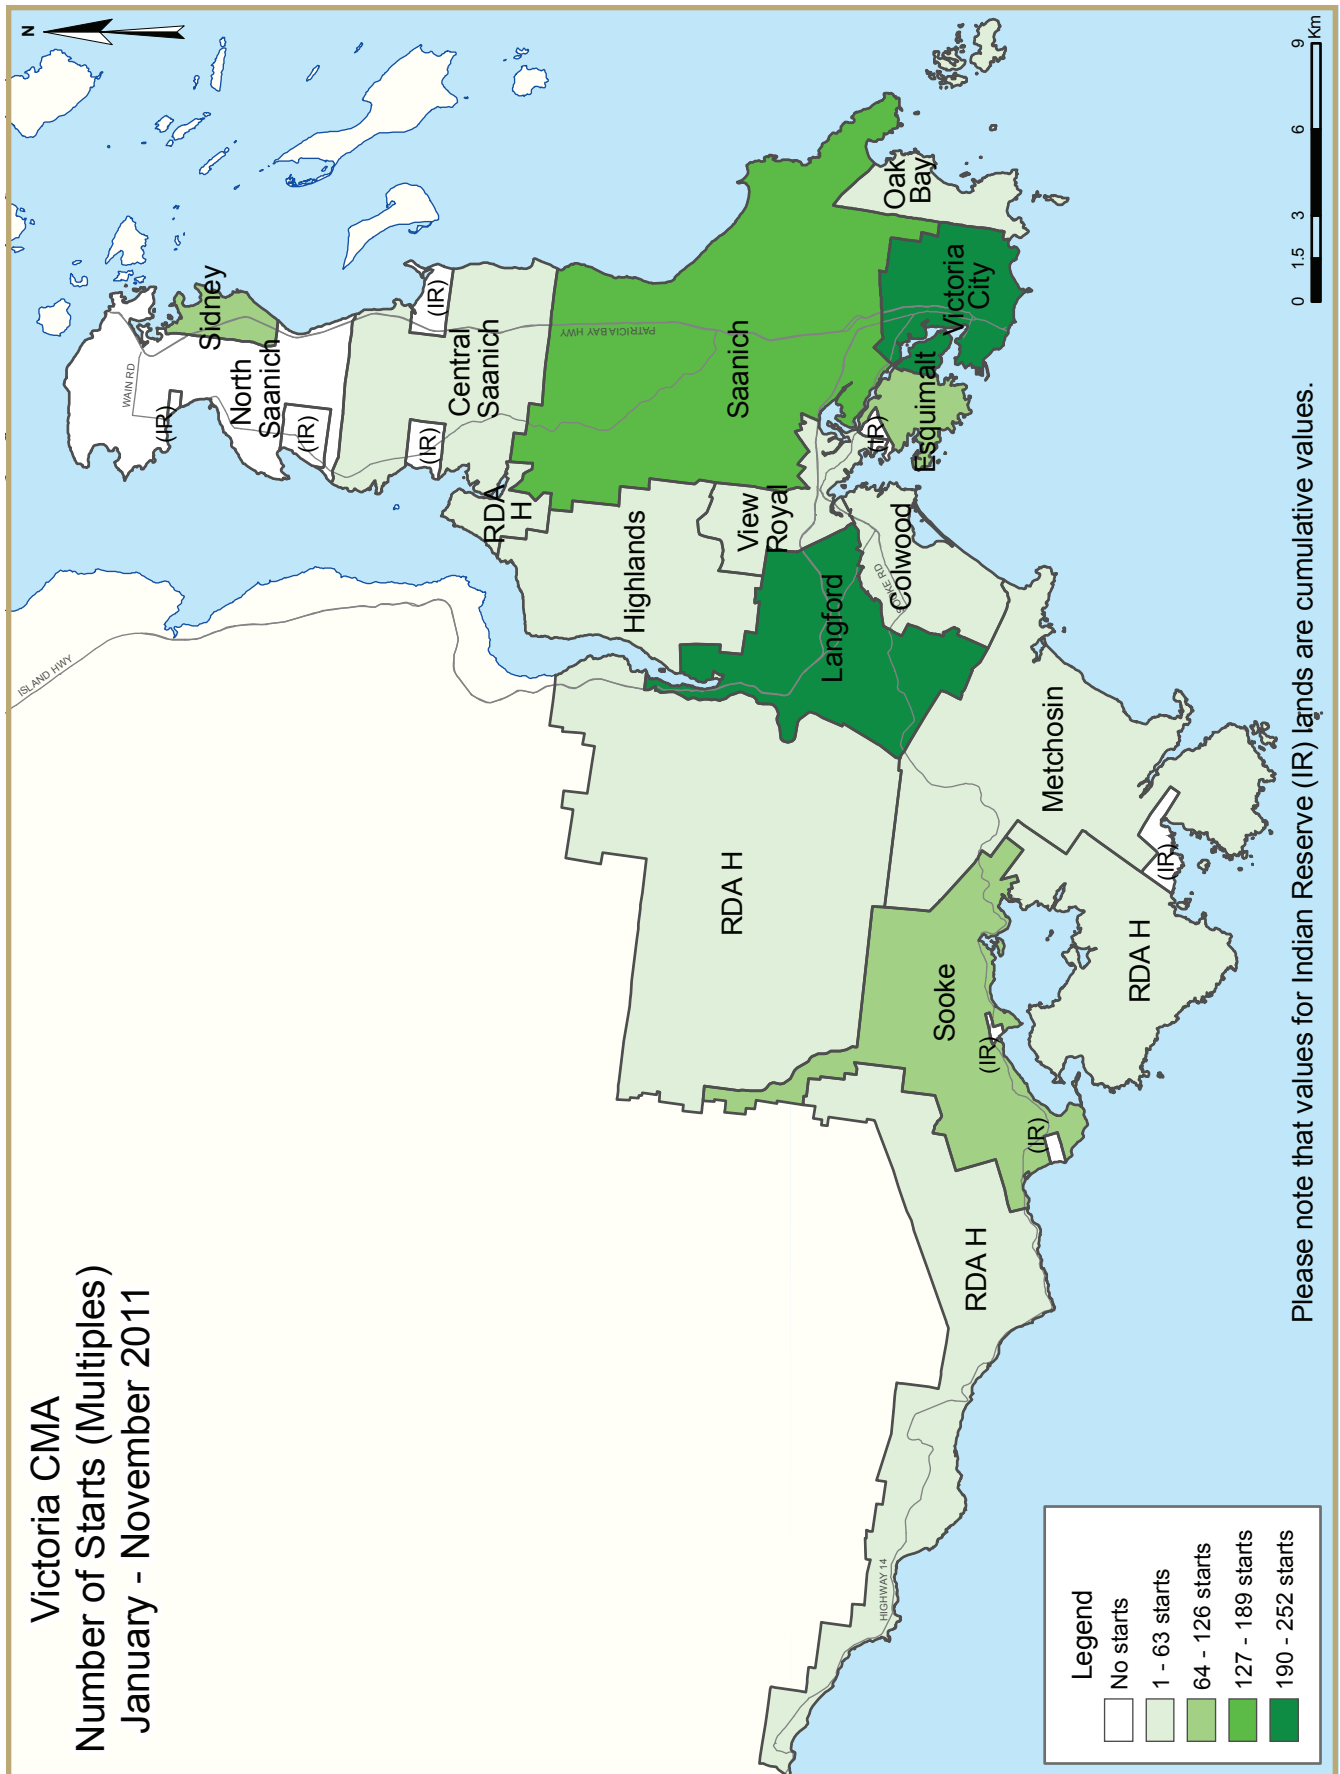 Victoria CMA
Number of Starts (Multiples)
January - November 2011
N
ISLAND HWY
WAIN RD
(IR)
North
Saanich
Sidney
(IR)
(IR)
Central
Saanich
(IR)
RDA
H
PATRICIA BAY HWY
Highlands
Saanich
View
Royal
Oak
Bay
Victoria
City
Esquimalt
(IR)
Langford
Colwood
SOOKE RD
RDA H
Metchosin
(IR)
Sooke
(IR)
(IR)
RDA H
RDA H
HIGHWAY 14
Legend
No starts
1 - 63 starts
64 - 126 starts
127 - 189 starts
190 - 252 starts
0 1.5 3 6 9
Km
Please note that values for Indian Reserve (IR) lands are cumulative values.